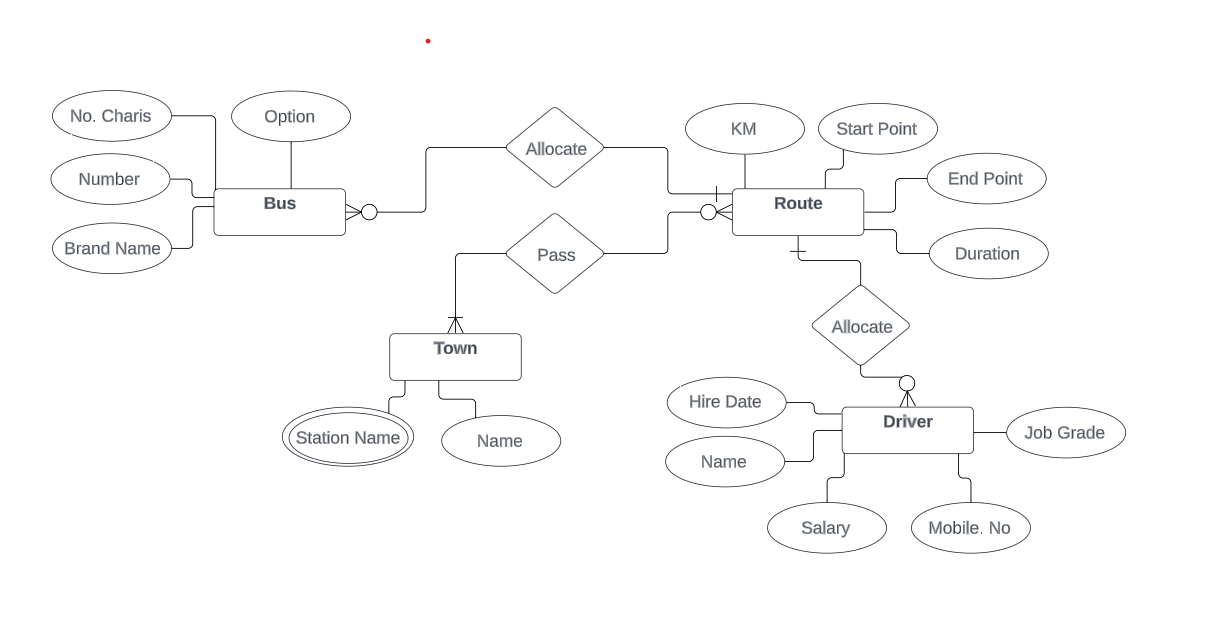 No. Charis
Option
Number
Bus
Brand Name
Allocate
Pass
KM
Start Point
End Point
Route
Duration
Allocate
Town
Station Name
Name
Hire Date
Driver
Job Grade
Name
Salary
Mobile. No